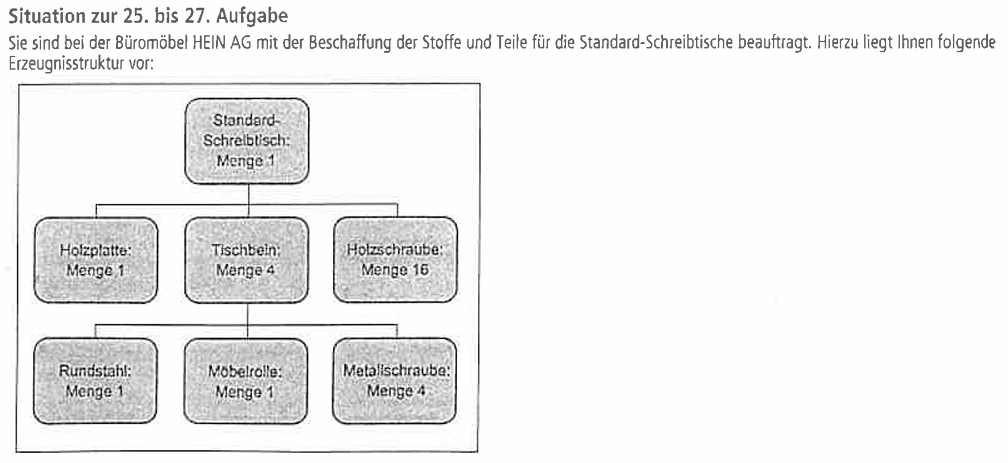 Situation zur 25. bis 27. Aufgabe
Sie sind bei der Büromöbel HEIN AG mit der Beschaffung der Stoffe und Teile für die Standard-Schreibtische beauftragt. Hierzu liegt Ihnen folgende
Erzeugnisstruktur vor:
Standard-
Schreibtisch:
Menge 1
Holzplatte:
Menge 1
Tischbein:
Menge 4
Holzschraube:
Menge 16
Rundstahl:
Menge 1
Möbelrolle:
Menge 1
Metallschraube:
Menge 4